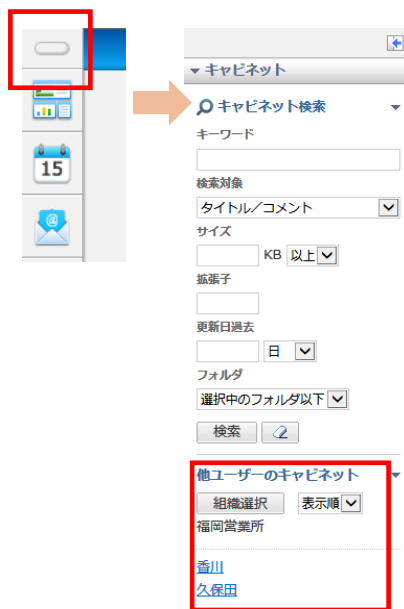 15
@
キャビネット
キャビネット検索
キーワード
検索対象
タイトル/コメント
サイズ
KB 以上
拡張子
更新日過去
日
フォルダ
選択中のフォルダ以下
検索
他ユーザーのキャビネット
組織選択 表示順
福岡営業所
香川
久保田